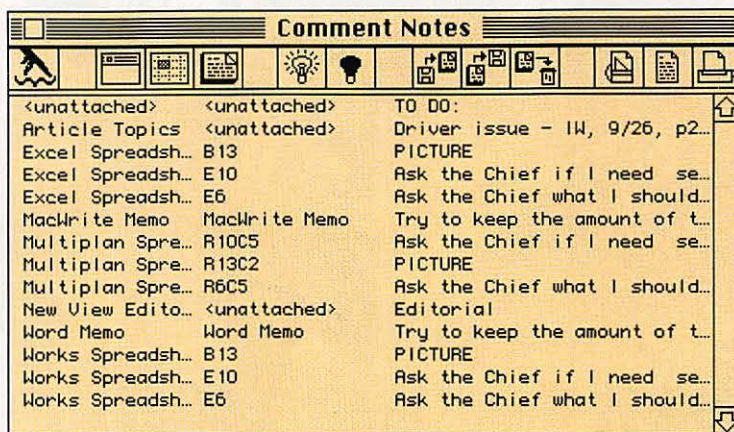 Comment Notes
<unattached> <unattached> TO DO:
Article Topics <unattached> Driver issue - IW, 9/26, p2…
Excel Spreadsh… B13 PICTURE
Excel Spreadsh… E10 Ask the Chief if I need se…
Excel Spreadsh… E6 Ask the Chief what I should…
MacWrite Memo MacWrite Memo Try to keep the amount of t…
Multiplan Spre… R10C5 Ask the Chief if I need se…
Multiplan Spre… R13C2 PICTURE
Multiplan Spre… R6C5 Ask the Chief what I should…
New View Edito… <unattached> Editorial
Word Memo Word Memo Try to keep the amount of t…
Works Spreadsh… B13 PICTURE
Works Spreadsh… E10 Ask the Chief if I need se…
Works Spreadsh… E6 Ask the Chief what I should…